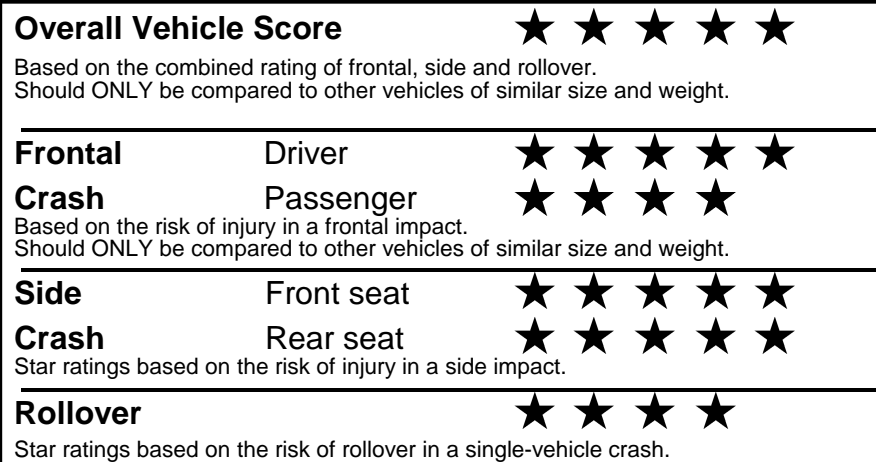 Overall Vehicle Score ★ ★ ★ ★ ★
Based on the combined rating of frontal, side and rollover.
Should ONLY be compared to other vehicles of similar size and weight.
Frontal Driver ★ ★ ★ ★ ★
Crash Passenger ★ ★ ★ ★
Based on the risk of injury in a frontal impact.
Should ONLY be compared to other vehicles of similar size and weight.
Side Front seat ★ ★ ★ ★ ★
Crash Rear seat ★ ★ ★ ★ ★
Star ratings based on the risk of injury in a side impact.
Rollover ★ ★ ★ ★
Star ratings based on the risk of rollover in a single-vehicle crash.